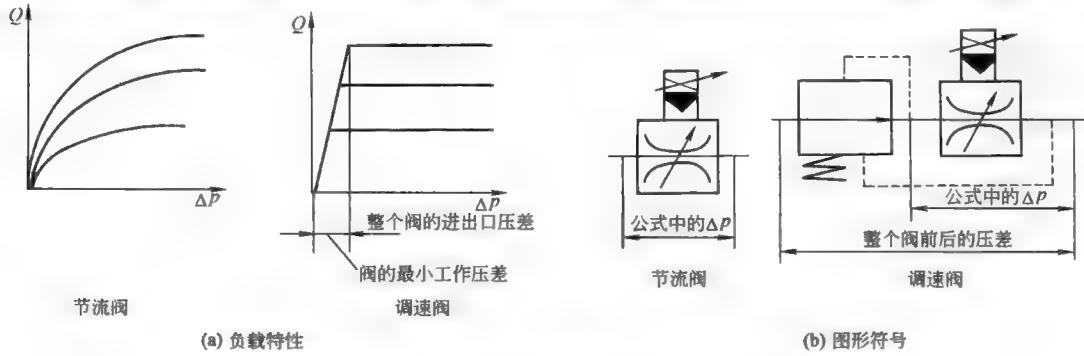 Q
Δp
节流阀
Q
Δp
整个阀的进出口压差
阀的最小工作压差
调速阀
(a) 负载特性
公式中的Δp
节流阀
公式中的Δp
整个阀前后的压差
调速阀
(b) 图形符号